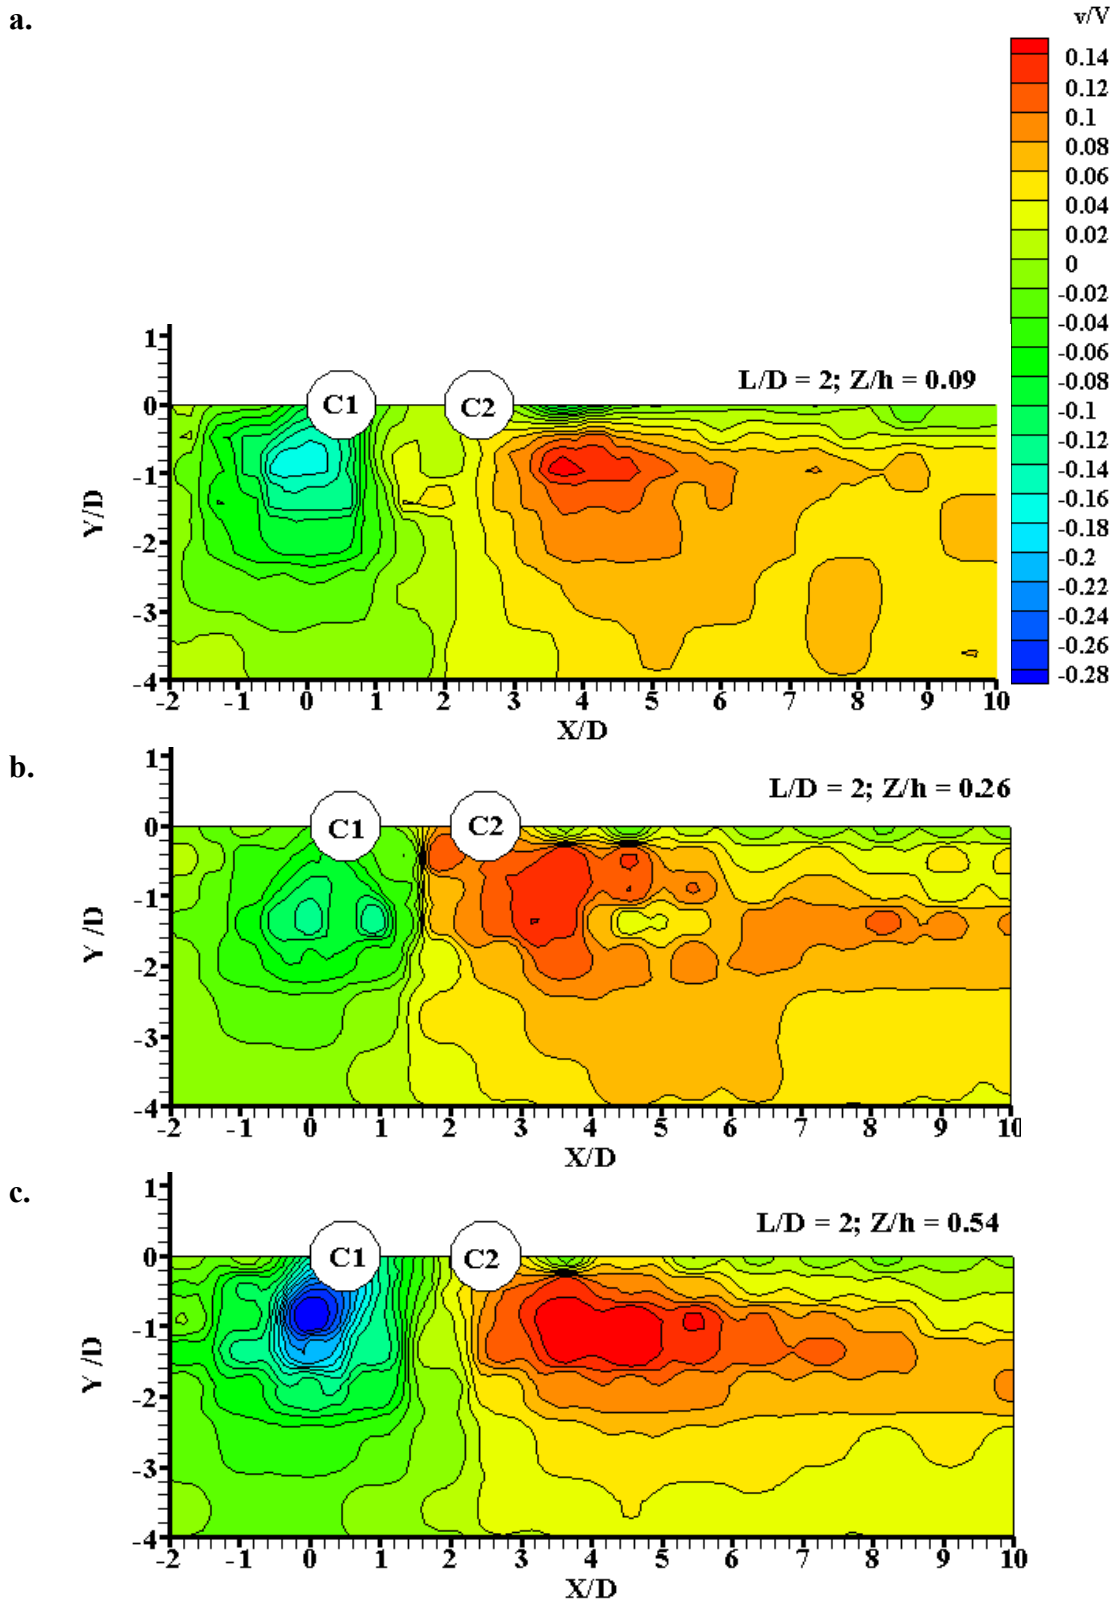 a.
v/V
0.14
0.12
0.1
0.08
0.06
0.04
0.02
0
-0.02
-0.04
-0.06
-0.08
-0.1
-0.12
-0.14
-0.16
-0.18
-0.2
-0.22
-0.24
-0.26
-0.28
L/D = 2; Z/h = 0.09
C1
C2
1
0
-1
-2
-3
-4
Y/D
-2 -1 0 1 2 3 4 5 6 7 8 9 10
X/D
b.
L/D = 2; Z/h = 0.26
C1
C2
1
0
-1
-2
-3
-4
Y /D
-2 -1 0 1 2 3 4 5 6 7 8 9 10
X/D
c.
L/D = 2; Z/h = 0.54
C1
C2
1
0
-1
-2
-3
-4
Y /D
-2 -1 0 1 2 3 4 5 6 7 8 9 10
X/D